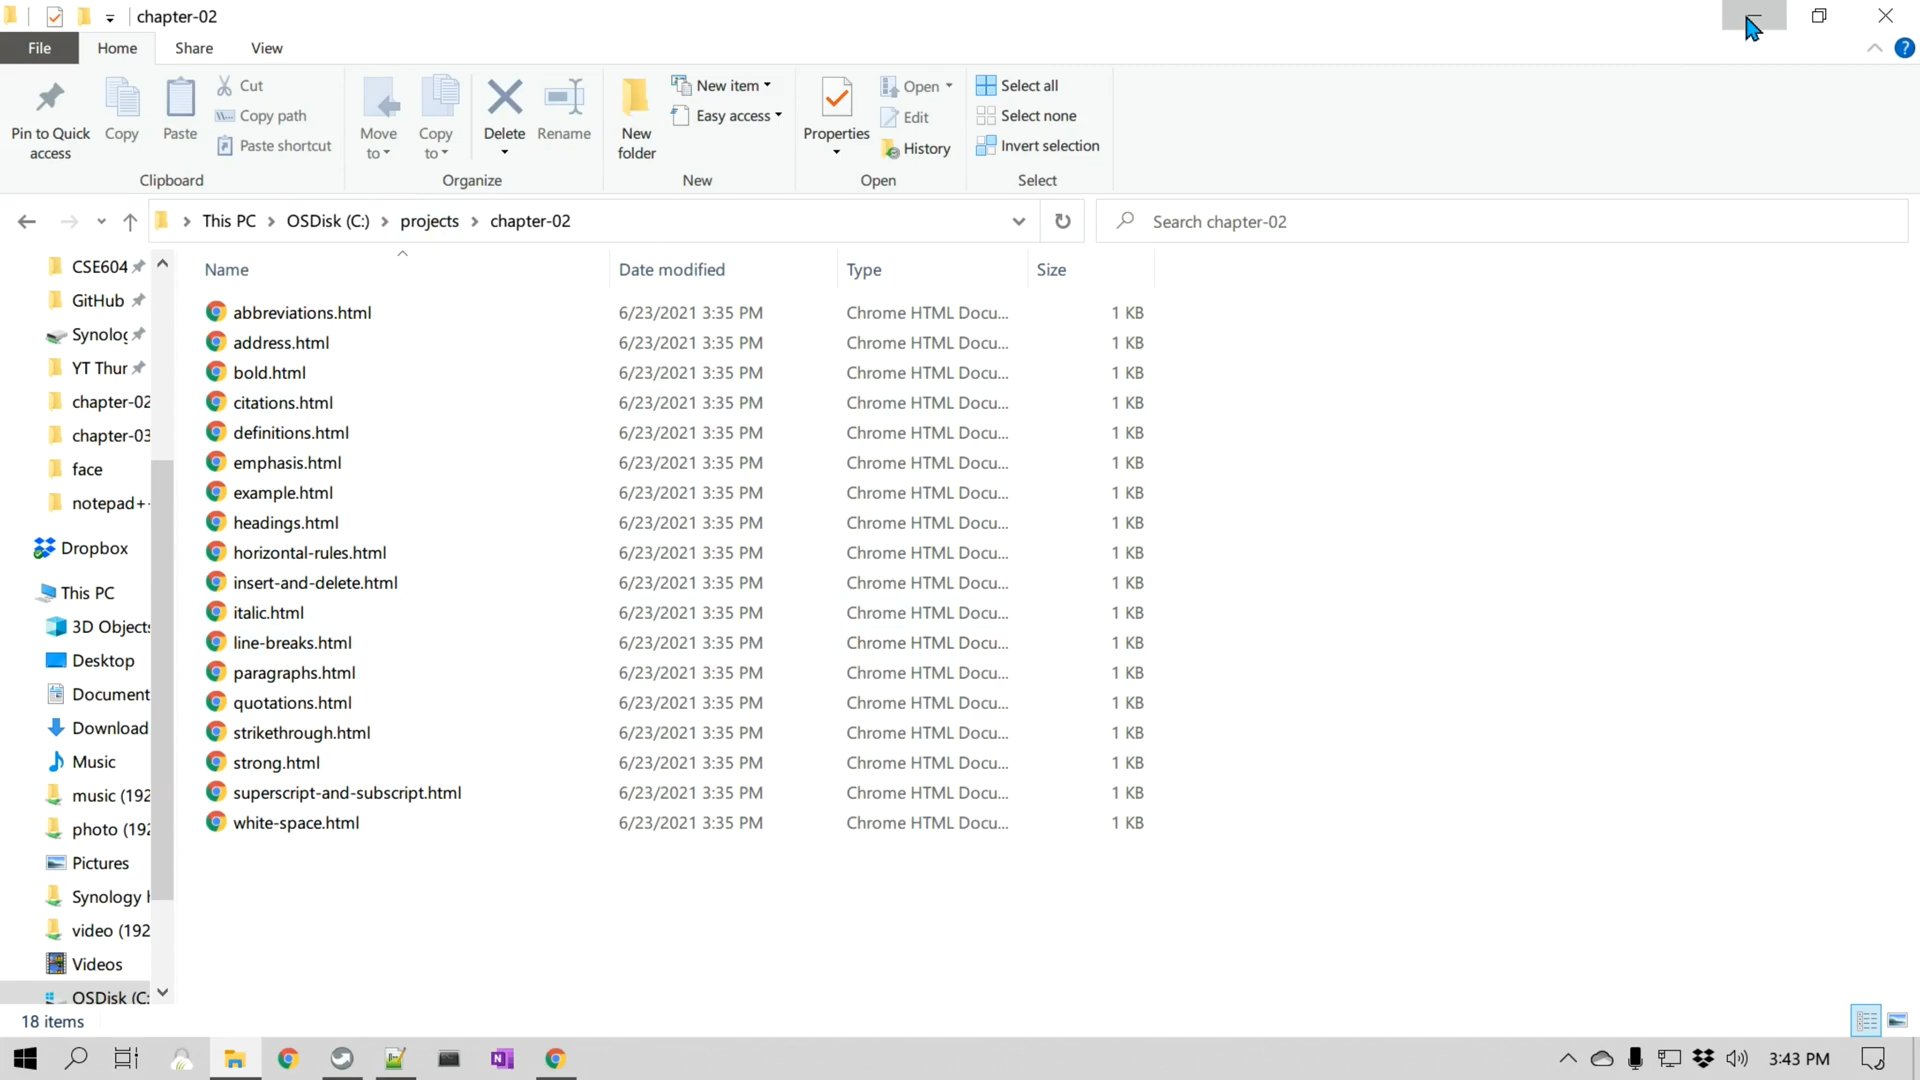 chapter-02
File Home Share View
Pin to Quick access
Copy
Paste
Cut
Copy path
Paste shortcut
Clipboard
Move to
Copy to
Delete
Rename
Organize
New folder
New item
Easy access
New
Properties
Open
Edit
History
Open
Select all
Select none
Invert selection
Select
This PC > OSDisk (C:) > projects > chapter-02
Search chapter-02
CSE604
GitHub
Synolog
YT Thur
chapter-02
chapter-03
face
notepad+
Dropbox
This PC
3D Objects
Desktop
Document
Download
Music
music (192
photo (192
Pictures
Synology
video (192
Videos
OSDisk (C:
Name Date modified Type Size
abbreviations.html 6/23/2021 3:35 PM Chrome HTML Docu... 1 KB
address.html 6/23/2021 3:35 PM Chrome HTML Docu... 1 KB
bold.html 6/23/2021 3:35 PM Chrome HTML Docu... 1 KB
citations.html 6/23/2021 3:35 PM Chrome HTML Docu... 1 KB
definitions.html 6/23/2021 3:35 PM Chrome HTML Docu... 1 KB
emphasis.html 6/23/2021 3:35 PM Chrome HTML Docu... 1 KB
example.html 6/23/2021 3:35 PM Chrome HTML Docu... 1 KB
headings.html 6/23/2021 3:35 PM Chrome HTML Docu... 1 KB
horizontal-rules.html 6/23/2021 3:35 PM Chrome HTML Docu... 1 KB
insert-and-delete.html 6/23/2021 3:35 PM Chrome HTML Docu... 1 KB
italic.html 6/23/2021 3:35 PM Chrome HTML Docu... 1 KB
line-breaks.html 6/23/2021 3:35 PM Chrome HTML Docu... 1 KB
paragraphs.html 6/23/2021 3:35 PM Chrome HTML Docu... 1 KB
quotations.html 6/23/2021 3:35 PM Chrome HTML Docu... 1 KB
strikethrough.html 6/23/2021 3:35 PM Chrome HTML Docu... 1 KB
strong.html 6/23/2021 3:35 PM Chrome HTML Docu... 1 KB
superscript-and-subscript.html 6/23/2021 3:35 PM Chrome HTML Docu... 1 KB
white-space.html 6/23/2021 3:35 PM Chrome HTML Docu... 1 KB
18 items
3:43 PM